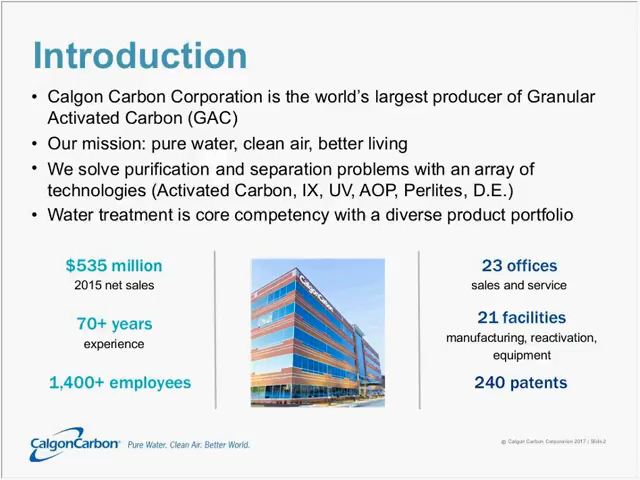 Introduction
• Calgon Carbon Corporation is the world's largest producer of Granular
Activated Carbon (GAC)
• Our mission: pure water, clean air, better living
• We solve purification and separation problems with an array of
technologies (Activated Carbon, IX, UV, AOP, Perlites, D.E.)
• Water treatment is core competency with a diverse product portfolio
$535 million
2015 net sales
70+ years
experience
1,400+ employees
CalgonCarbon
23 offices
sales and service
21 facilities
manufacturing, reactivation,
equipment
240 patents
CalgonCarbon Pure Water. Clean Air. Better World.
@ Calgon Carbon Corporation 2017 | Slide 2